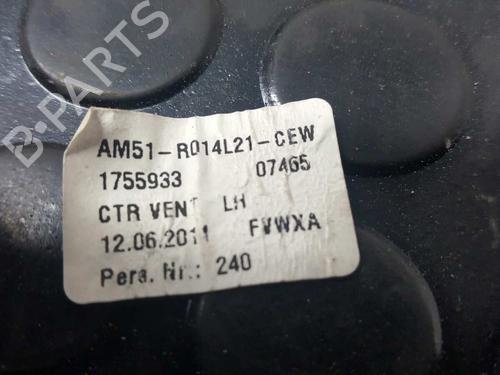 B-PARTS
AM51-R014L21-CEW
1755933 07465
CTR VENT LH
12.06.2011 FVWXA
Pers. Nr.: 240